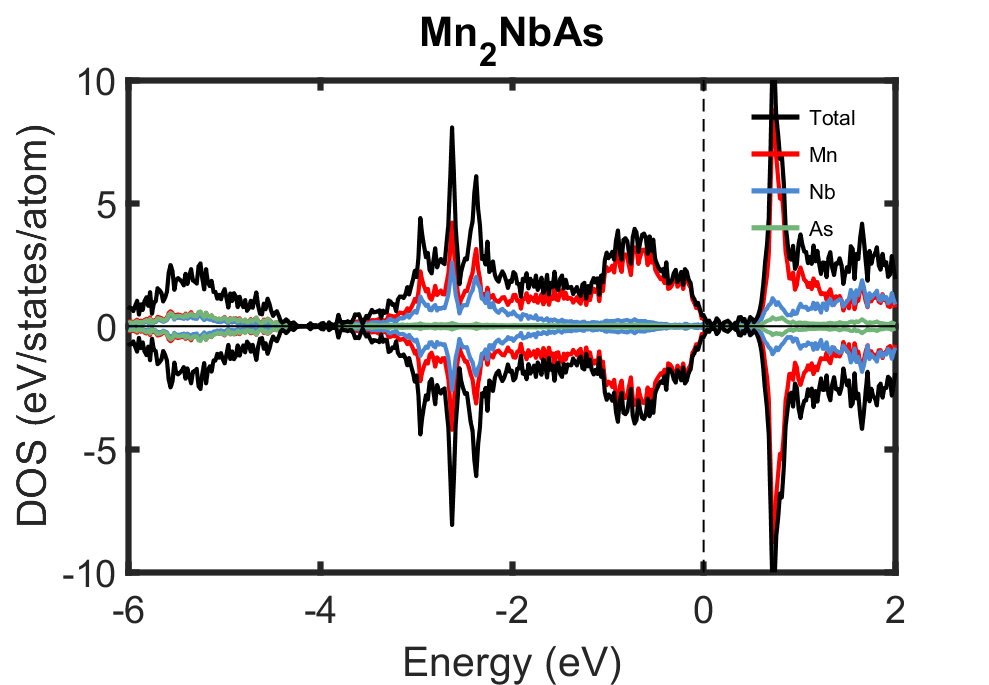 Mn2NbAs
10
5
0
-5
-10
DOS (eV/states/atom)
Total
Mn
Nb
As
-6 -4 -2 0 2
Energy (eV)